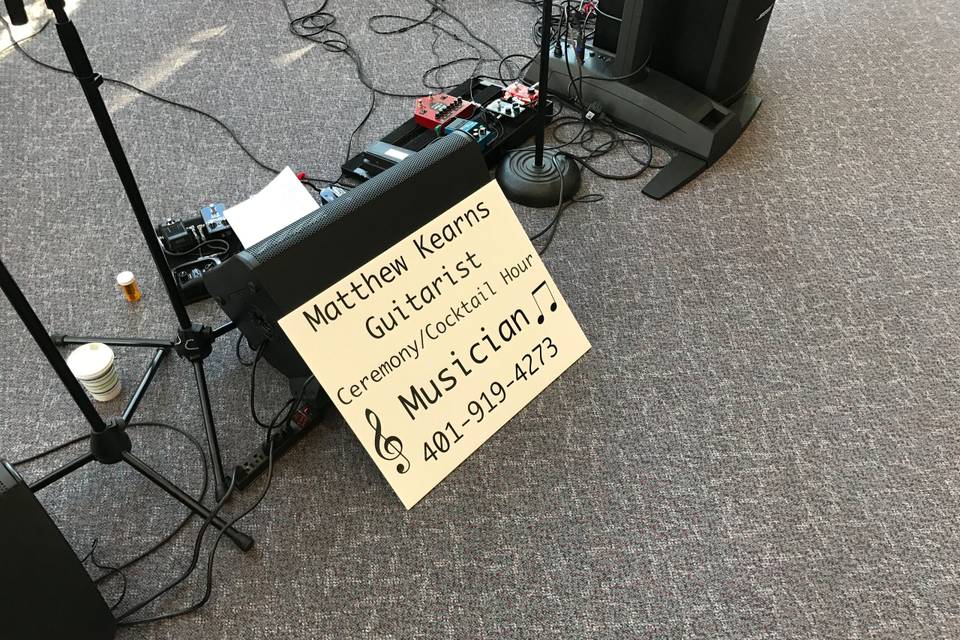 Matthew Kearns
Guitarist
Ceremony/Cocktail Hour
Musician
401-919-4273